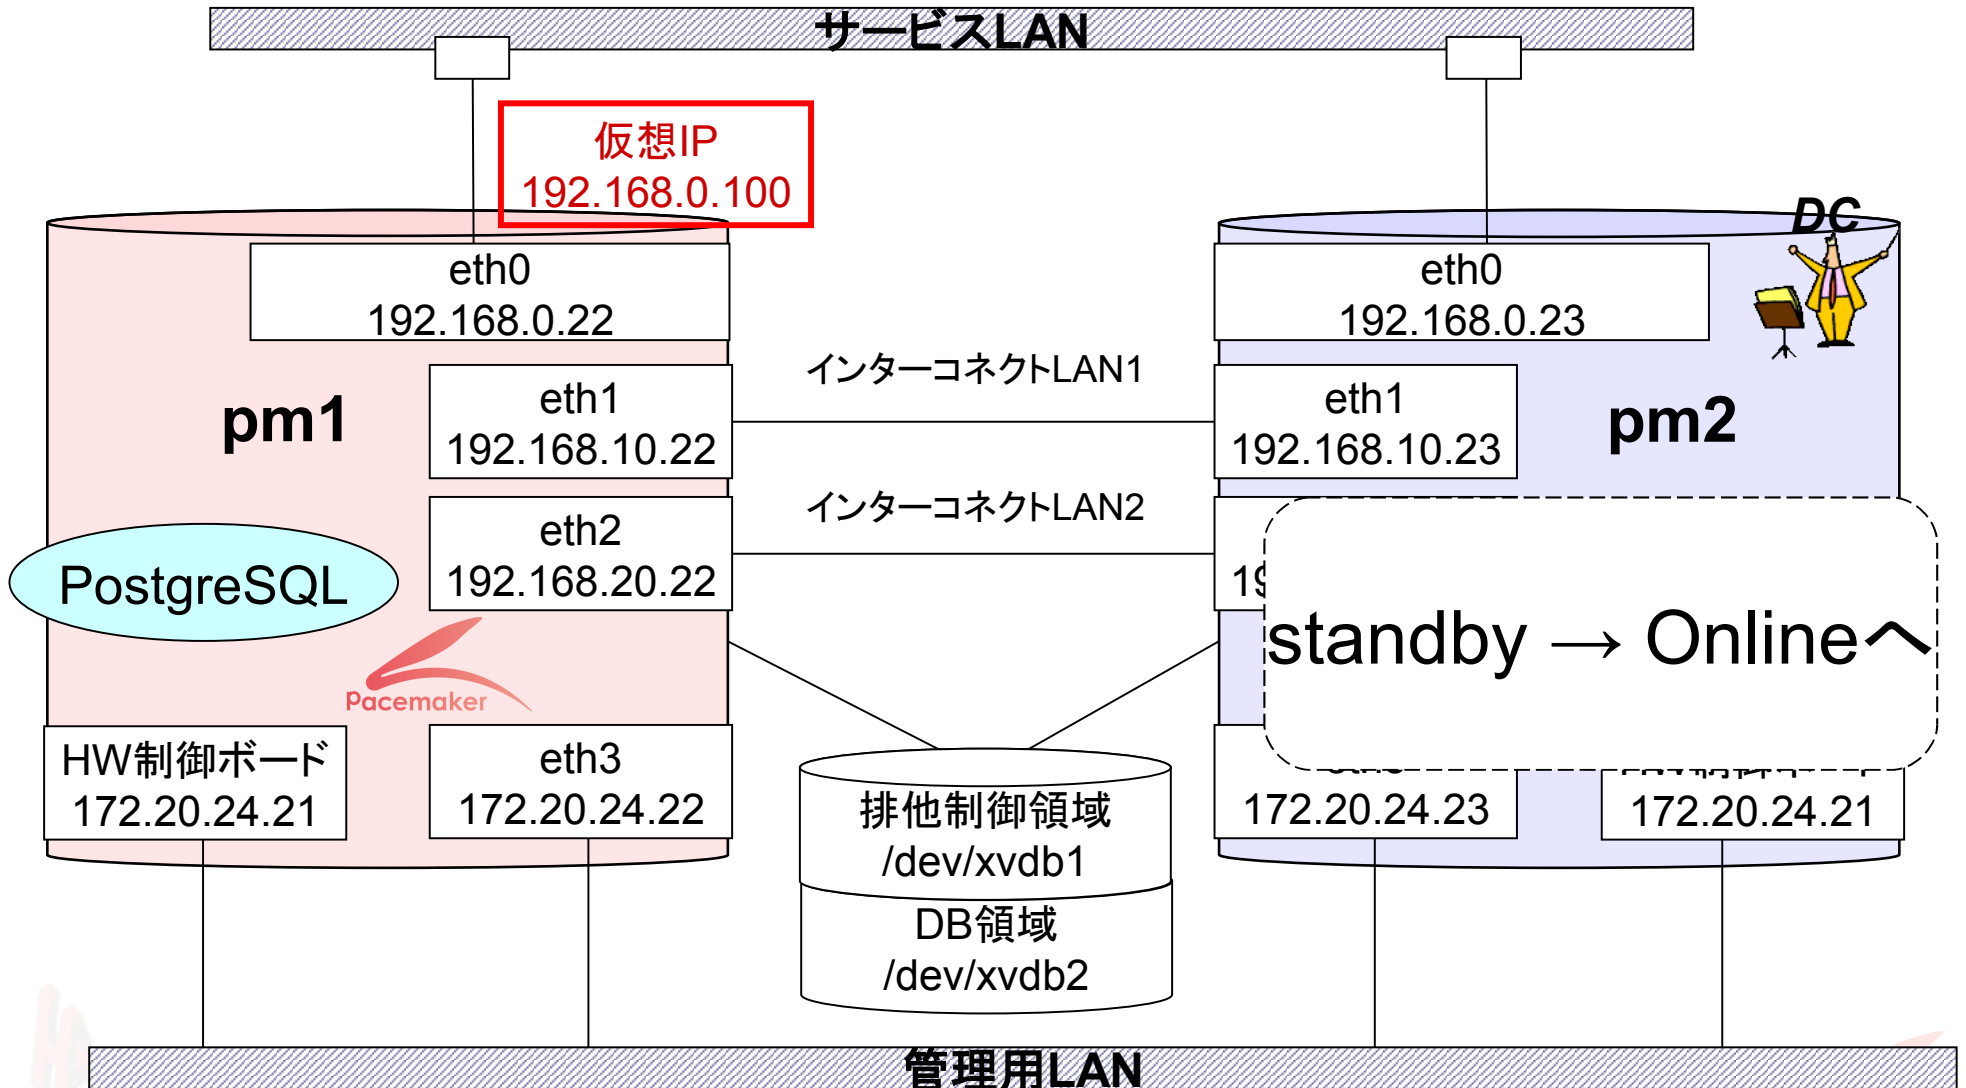 サービスLAN
仮想IP
192.168.0.100
DC
eth0
192.168.0.22
eth0
192.168.0.23
インターコネクトLAN1
pm1
eth1
192.168.10.22
eth1
192.168.10.23
pm2
インターコネクトLAN2
eth2
192.168.20.22
19
PostgreSQL
standby → Onlineへ
Pacemaker
HW制御ボード
172.20.24.21
eth3
172.20.24.22
排他制御領域
/dev/xvdb1
DB領域
/dev/xvdb2
172.20.24.23
172.20.24.21
管理用LAN